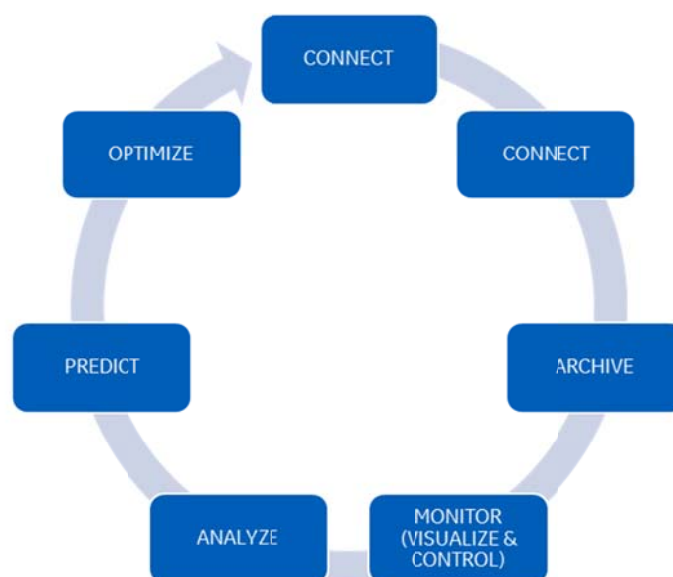 CONNECT
CONNECT
ARCHIVE
MONITOR
(VISUALIZE &
CONTROL)
ANALYZE
PREDICT
OPTIMIZE